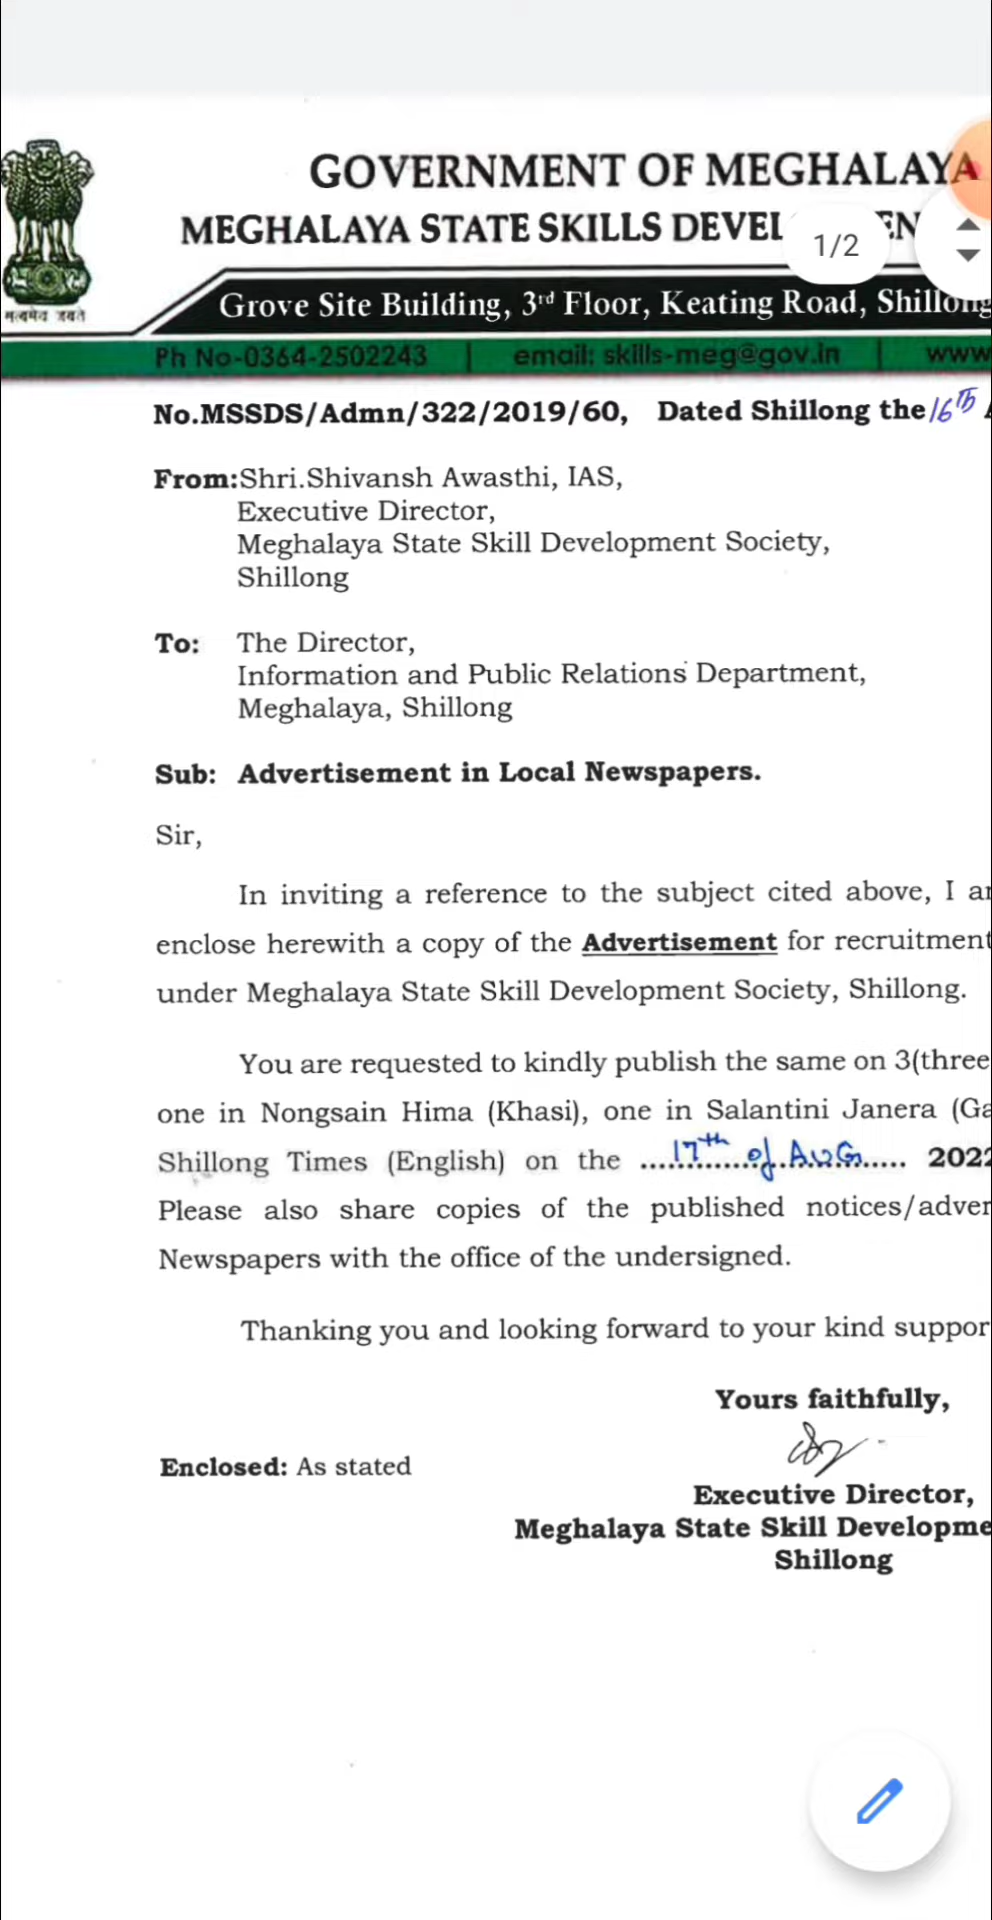 GOVERNMENT OF MEGHALAYA
MEGHALAYA STATE SKILLS DEVEL EN
1/2
Grove Site Building, 3rd Floor, Keating Road, Shillong
सत्यमेव जयते
Ph No-0364-2502243 | email: skills-meg@gov.in | www
No.MSSDS/Admn/322/2019/60, Dated Shillong the 16th
From:Shri.Shivansh Awasthi, IAS,
Executive Director,
Meghalaya State Skill Development Society,
Shillong
To: The Director,
Information and Public Relations Department,
Meghalaya, Shillong
Sub: Advertisement in Local Newspapers.
Sir,
In inviting a reference to the subject cited above, I
enclose herewith a copy of the Advertisement for recruitment
under Meghalaya State Skill Development Society, Shillong.
You are requested to kindly publish the same on 3(three
one in Nongsain Hima (Khasi), one in Salantini Janera (Ga
Shillong Times (English) on the 17th of AUG 2022
Please also share copies of the published notices/adver
Newspapers with the office of the undersigned.
Thanking you and looking forward to your kind suppor
Yours faithfully,
Enclosed: As stated
Executive Director,
Meghalaya State Skill Developme
Shillong